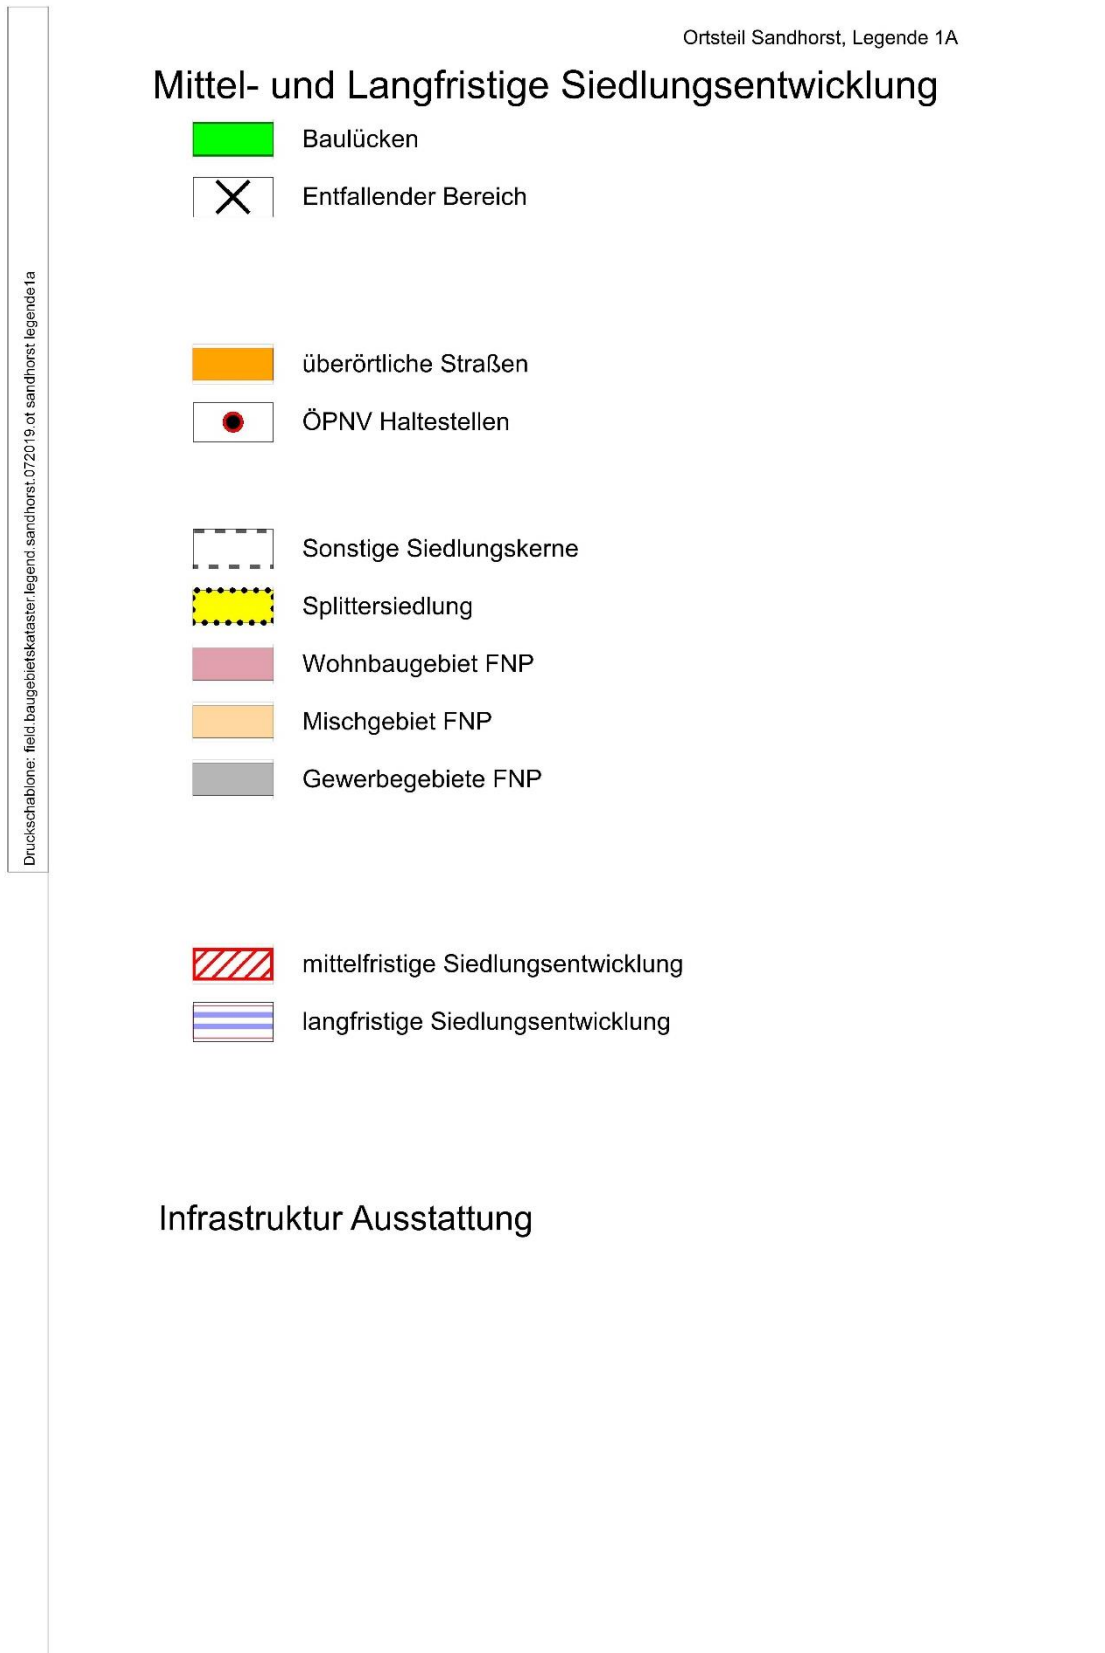 Ortsteil Sandhorst, Legende 1A
Mittel- und Langfristige Siedlungsentwicklung
Baulücken
Entfallender Bereich
überörtliche Straßen
ÖPNV Haltestellen
Sonstige Siedlungskerne
Splittersiedlung
Wohnbaugebiet FNP
Mischgebiet FNP
Gewerbegebiete FNP
mittelfristige Siedlungsentwicklung
langfristige Siedlungsentwicklung
Infrastruktur Ausstattung
Druckschablone: field.baugebietskataster.legend.sandhorst.072019.ot sandhorst legende1a